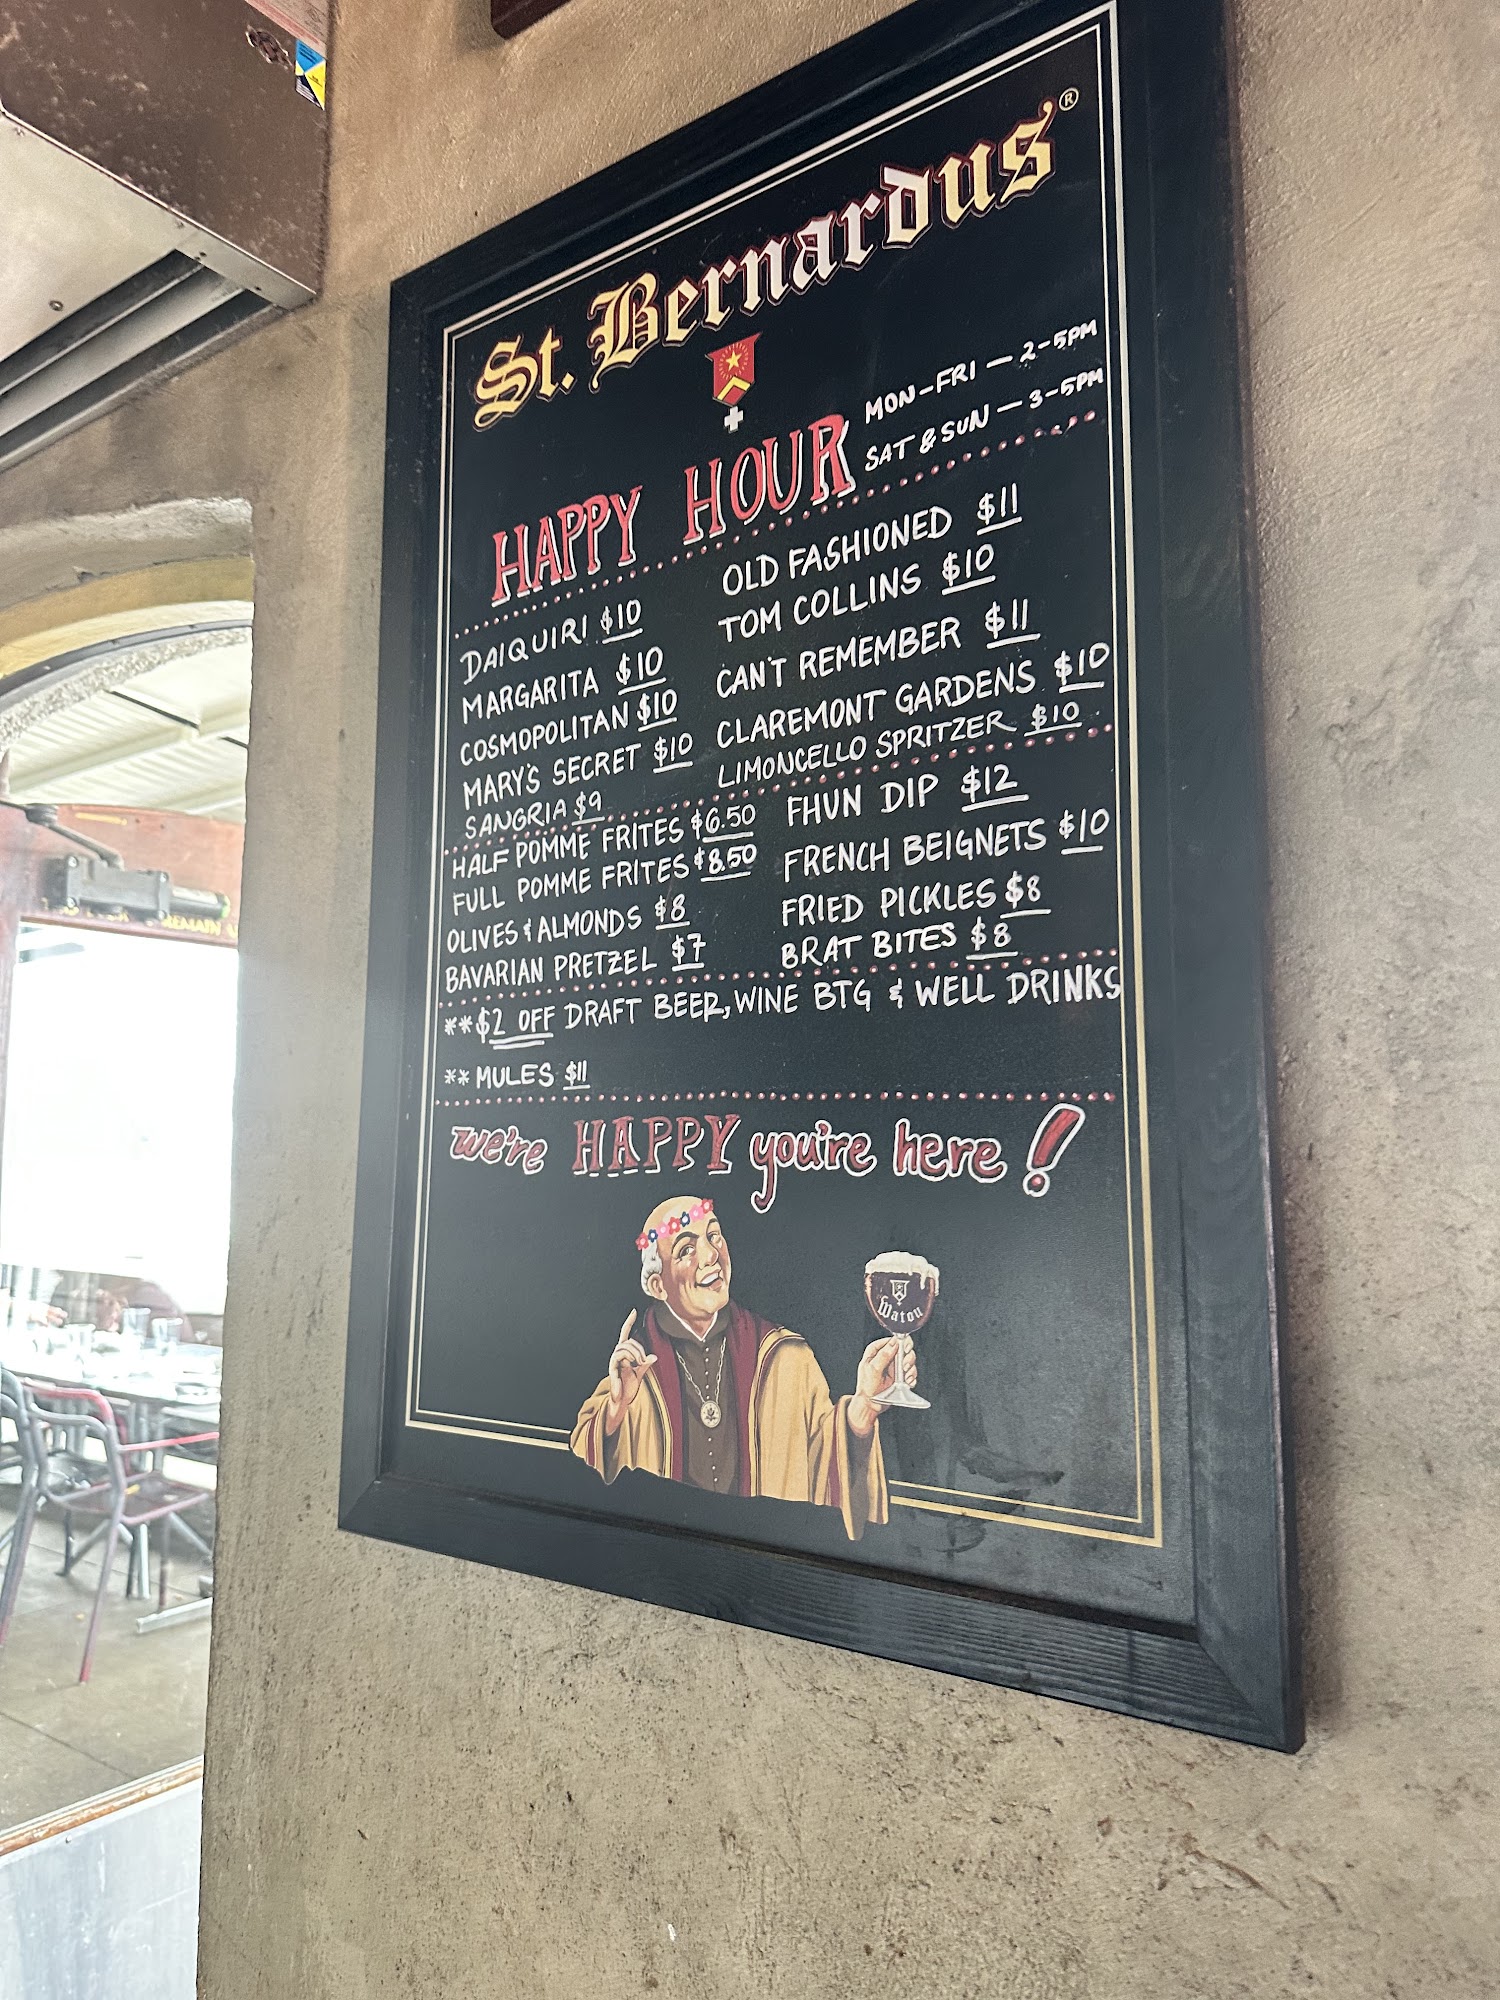 St. Bernardus®
HAPPY HOUR
MON-FRI — 2-5PM
SAT & SUN — 3-5PM
DAIQUIRI $10
MARGARITA $10
COSMOPOLITAN $10
MARY'S SECRET $10
SANGRIA $9
OLD FASHIONED $11
TOM COLLINS $10
CAN'T REMEMBER $11
CLAREMONT GARDENS $10
LIMONCELLO SPRITZER $10
HALF POMME FRITES $6.50
FULL POMME FRITES $8.50
OLIVES & ALMONDS $8
BAVARIAN PRETZEL $7
FHUN DIP $12
FRENCH BEIGNETS $10
FRIED PICKLES $8
BRAT BITES $8
**$2 OFF DRAFT BEER, WINE BTG & WELL DRINKS
** MULES $11
we're HAPPY you're here!
Watou
REMAIN